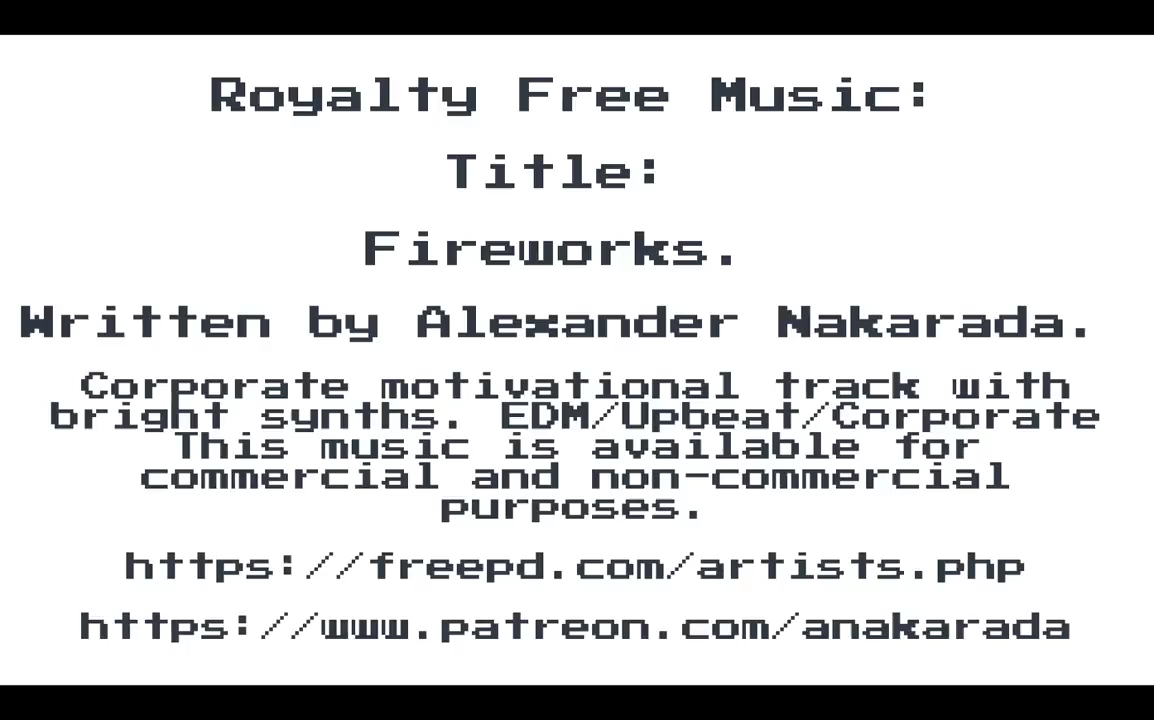 Royalty Free Music:
Title:
Fireworks.
Written by Alexander Nakarada.
Corporate motivational track with
bright synths. EDM/Upbeat/Corporate
This music is available for
commercial and non-commercial
purposes.
https://freepd.com/artists.php
https://www.patreon.com/anakarada